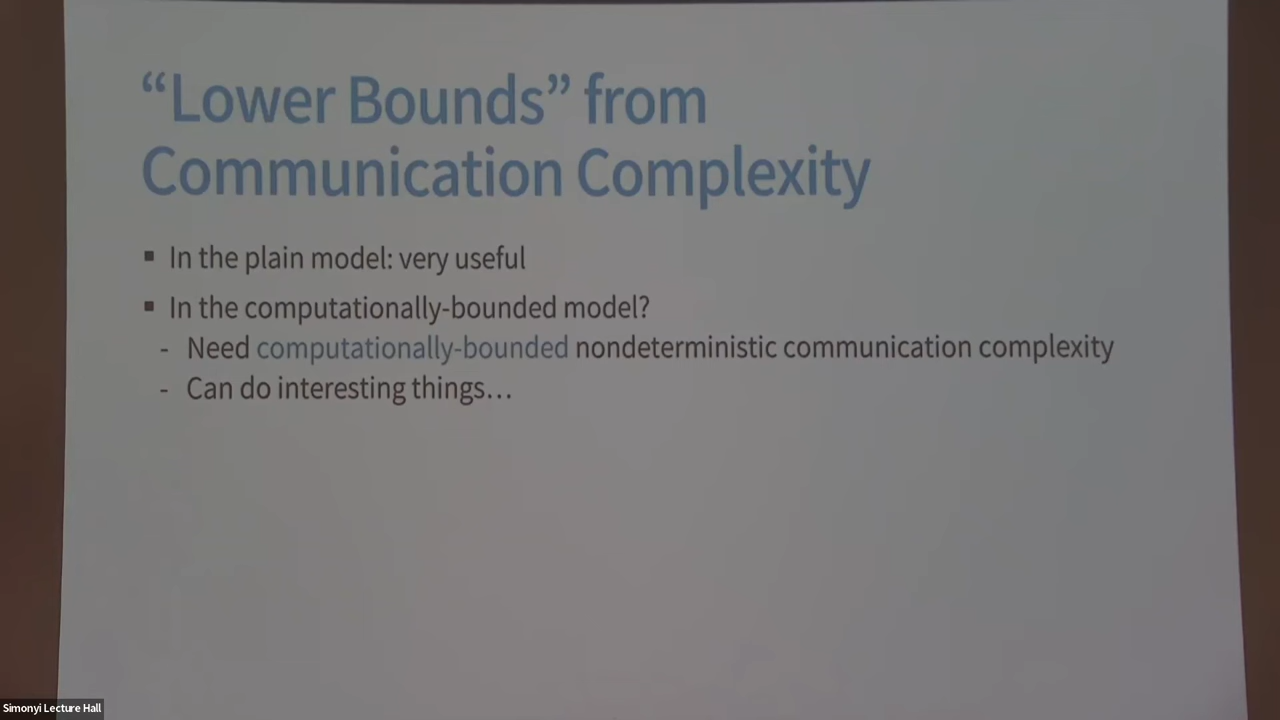 “Lower Bounds” from
Communication Complexity
▪ In the plain model: very useful
▪ In the computationally-bounded model?
- Need computationally-bounded nondeterministic communication complexity
- Can do interesting things…
Simonyi Lecture Hall